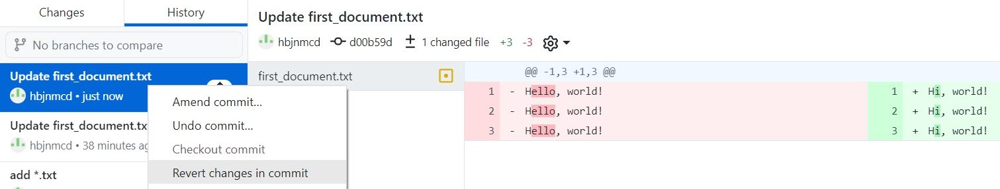 Changes
History
No branches to compare
Update first_document.txt
hbjnmcd • just now
Update first_document.tx
hbjnmcd • 38 minutes ag
add *.txt
Amend commit...
Undo commit...
Checkout commit
Revert changes in commit
Update first_document.txt
hbjnmcd d00b59d ± 1 changed file +3 -3
first_document.txt
@@ -1,3 +1,3 @@
1 - Hello, world!
2 - Hello, world!
3 - Hello, world!
1 + Hi, world!
2 + Hi, world!
3 + Hi, world!